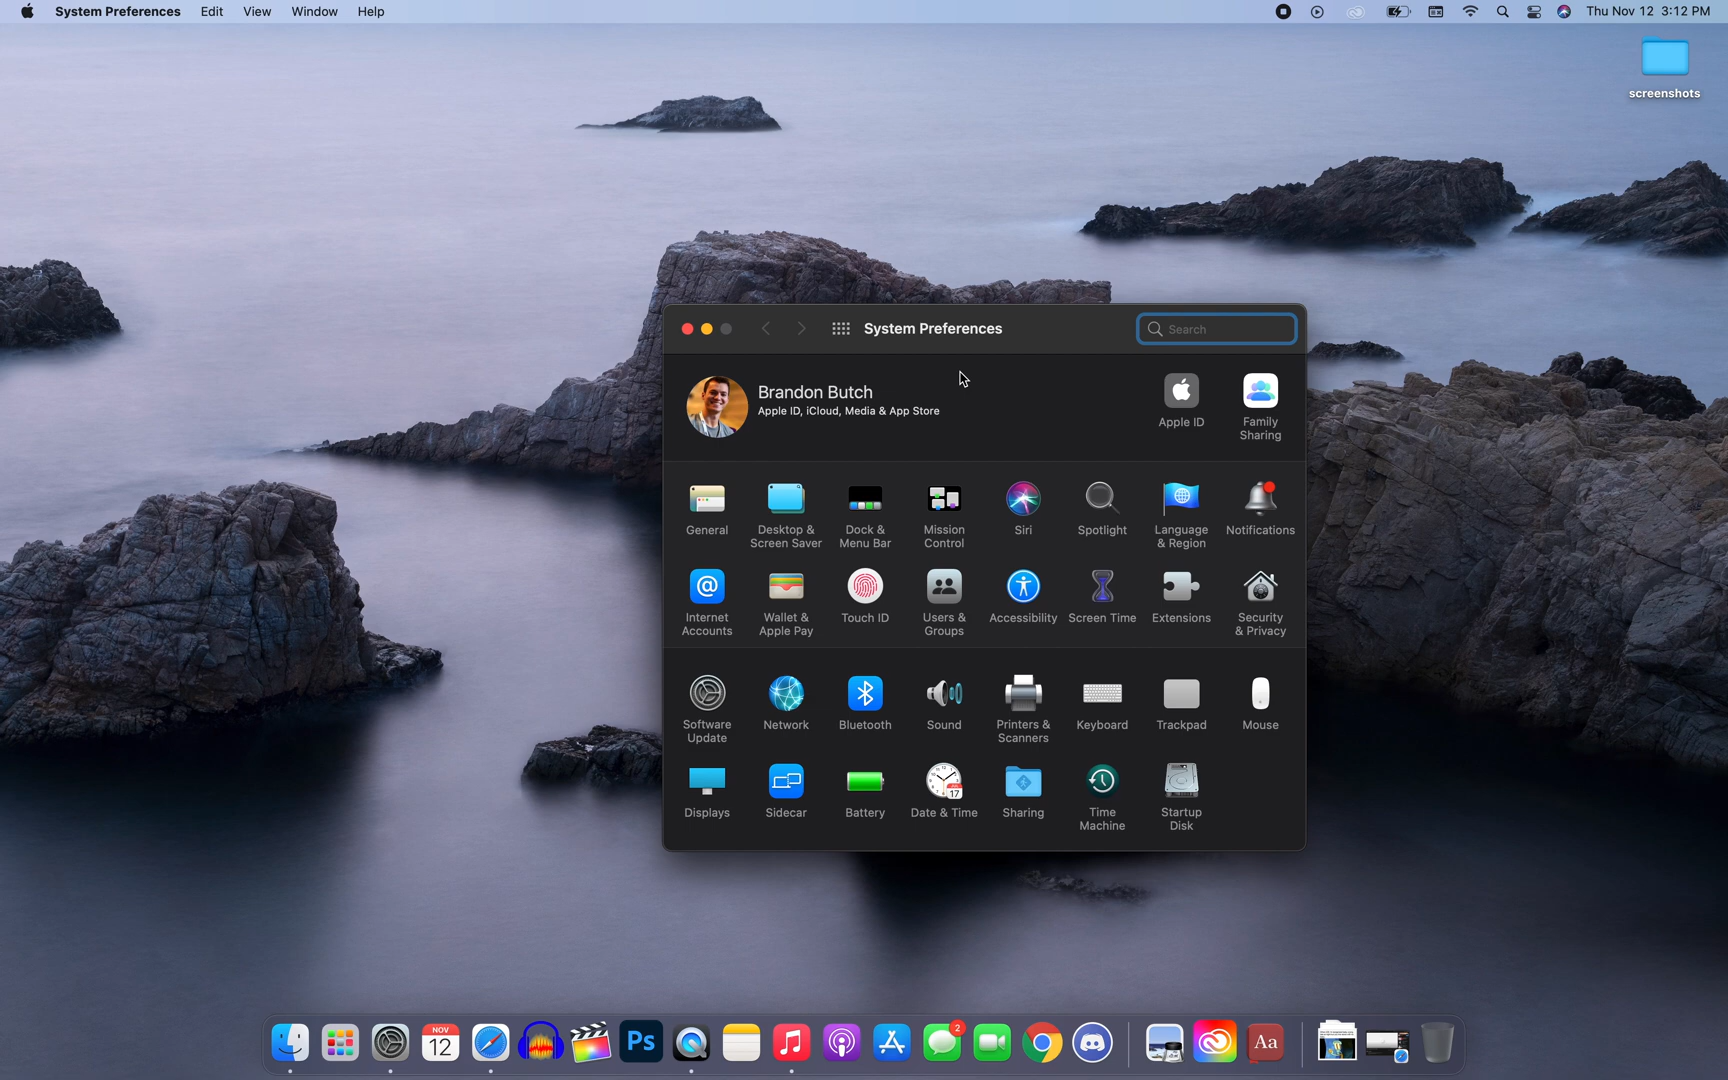 System Preferences Edit View Window Help Thu Nov 12 3:12 PM
screenshots
System Preferences Search
Brandon Butch
Apple ID, iCloud, Media & App Store
Apple ID
Family
Sharing
General
Desktop &
Screen Saver
Dock &
Menu Bar
Mission
Control
Siri
Spotlight
Language
& Region
Notifications
Internet
Accounts
Wallet &
Apple Pay
Touch ID
Users &
Groups
Accessibility
Screen Time
Extensions
Security
& Privacy
Software
Update
Network
Bluetooth
Sound
Printers &
Scanners
Keyboard
Trackpad
Mouse
Displays
Sidecar
Battery
17
Date & Time
Sharing
Time
Machine
Startup
Disk
NOV
12
Ps
2
Aa